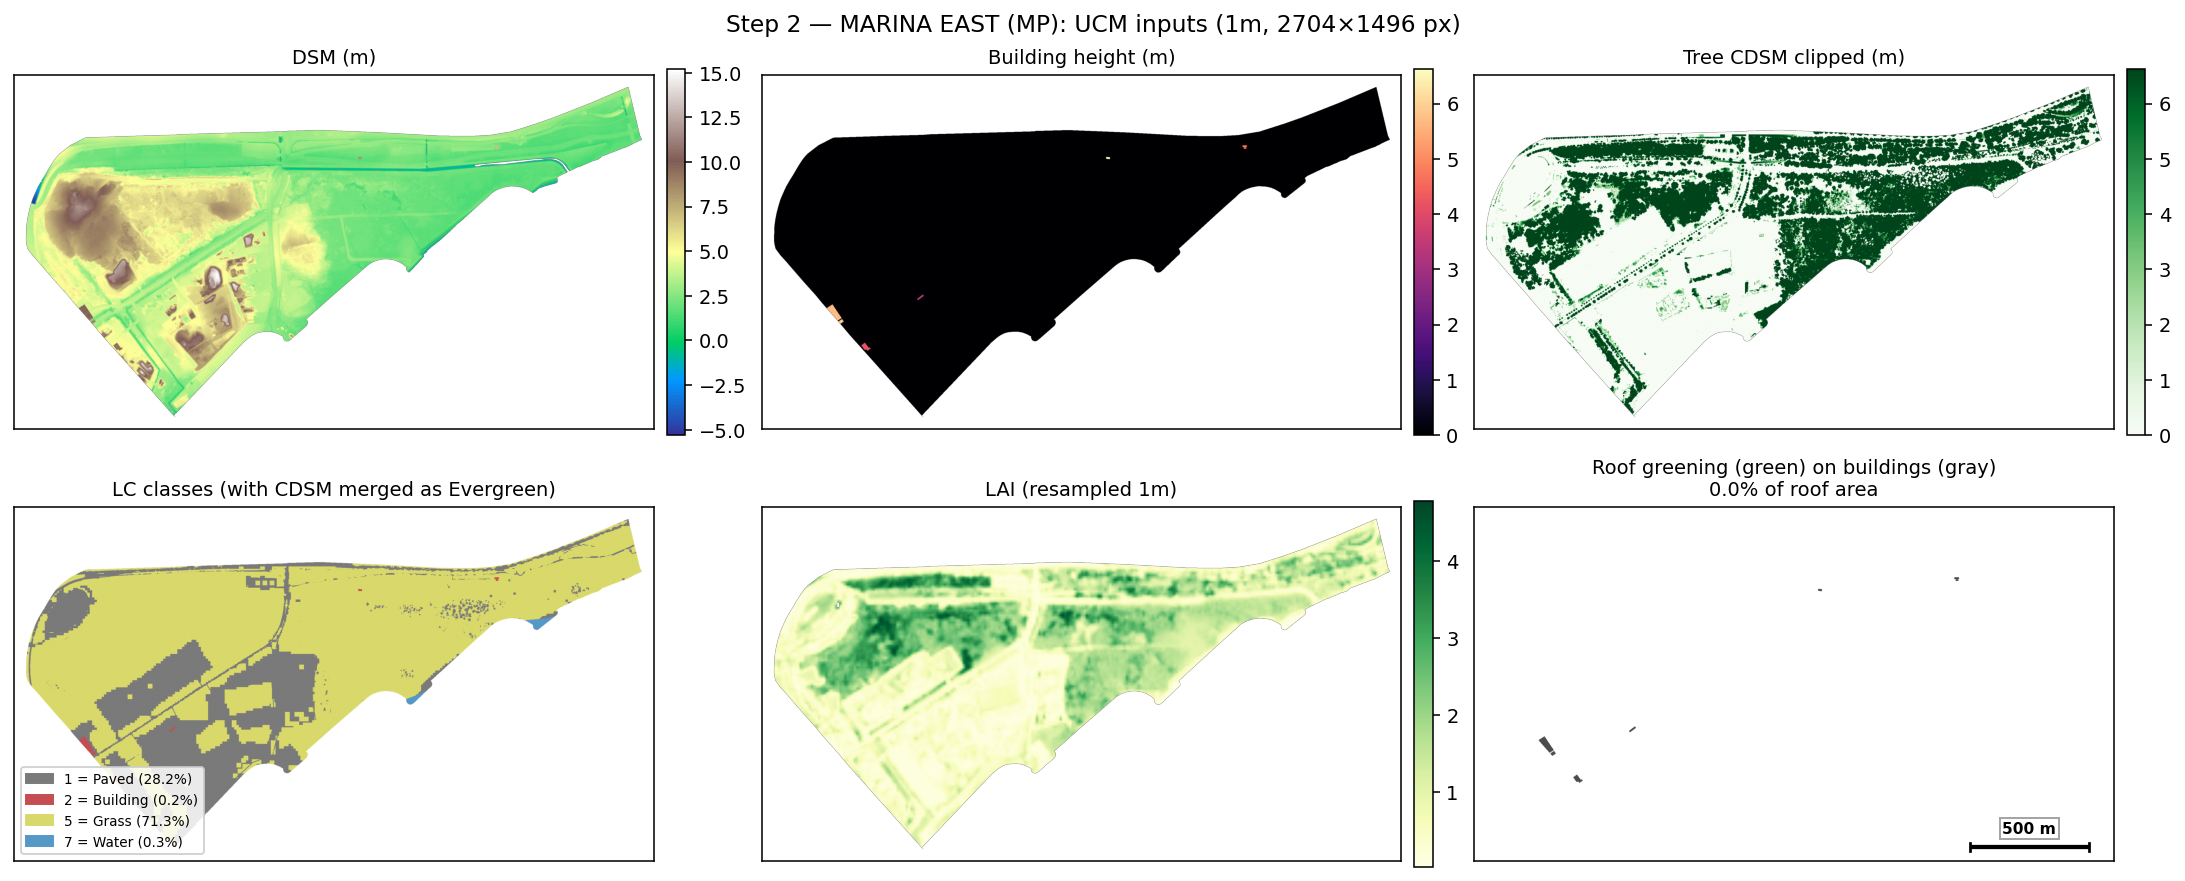 Step 2 — MARINA EAST (MP): UCM inputs (1m, 2704×1496 px)
DSM (m)
15.0
12.5
10.0
7.5
5.0
2.5
0.0
−2.5
−5.0
Building height (m)
6
5
4
3
2
1
0
Tree CDSM clipped (m)
6
5
4
3
2
1
0
LC classes (with CDSM merged as Evergreen)
1 = Paved (28.2%)
2 = Building (0.2%)
5 = Grass (71.3%)
7 = Water (0.3%)
LAI (resampled 1m)
4
3
2
1
Roof greening (green) on buildings (gray)
0.0% of roof area
500 m